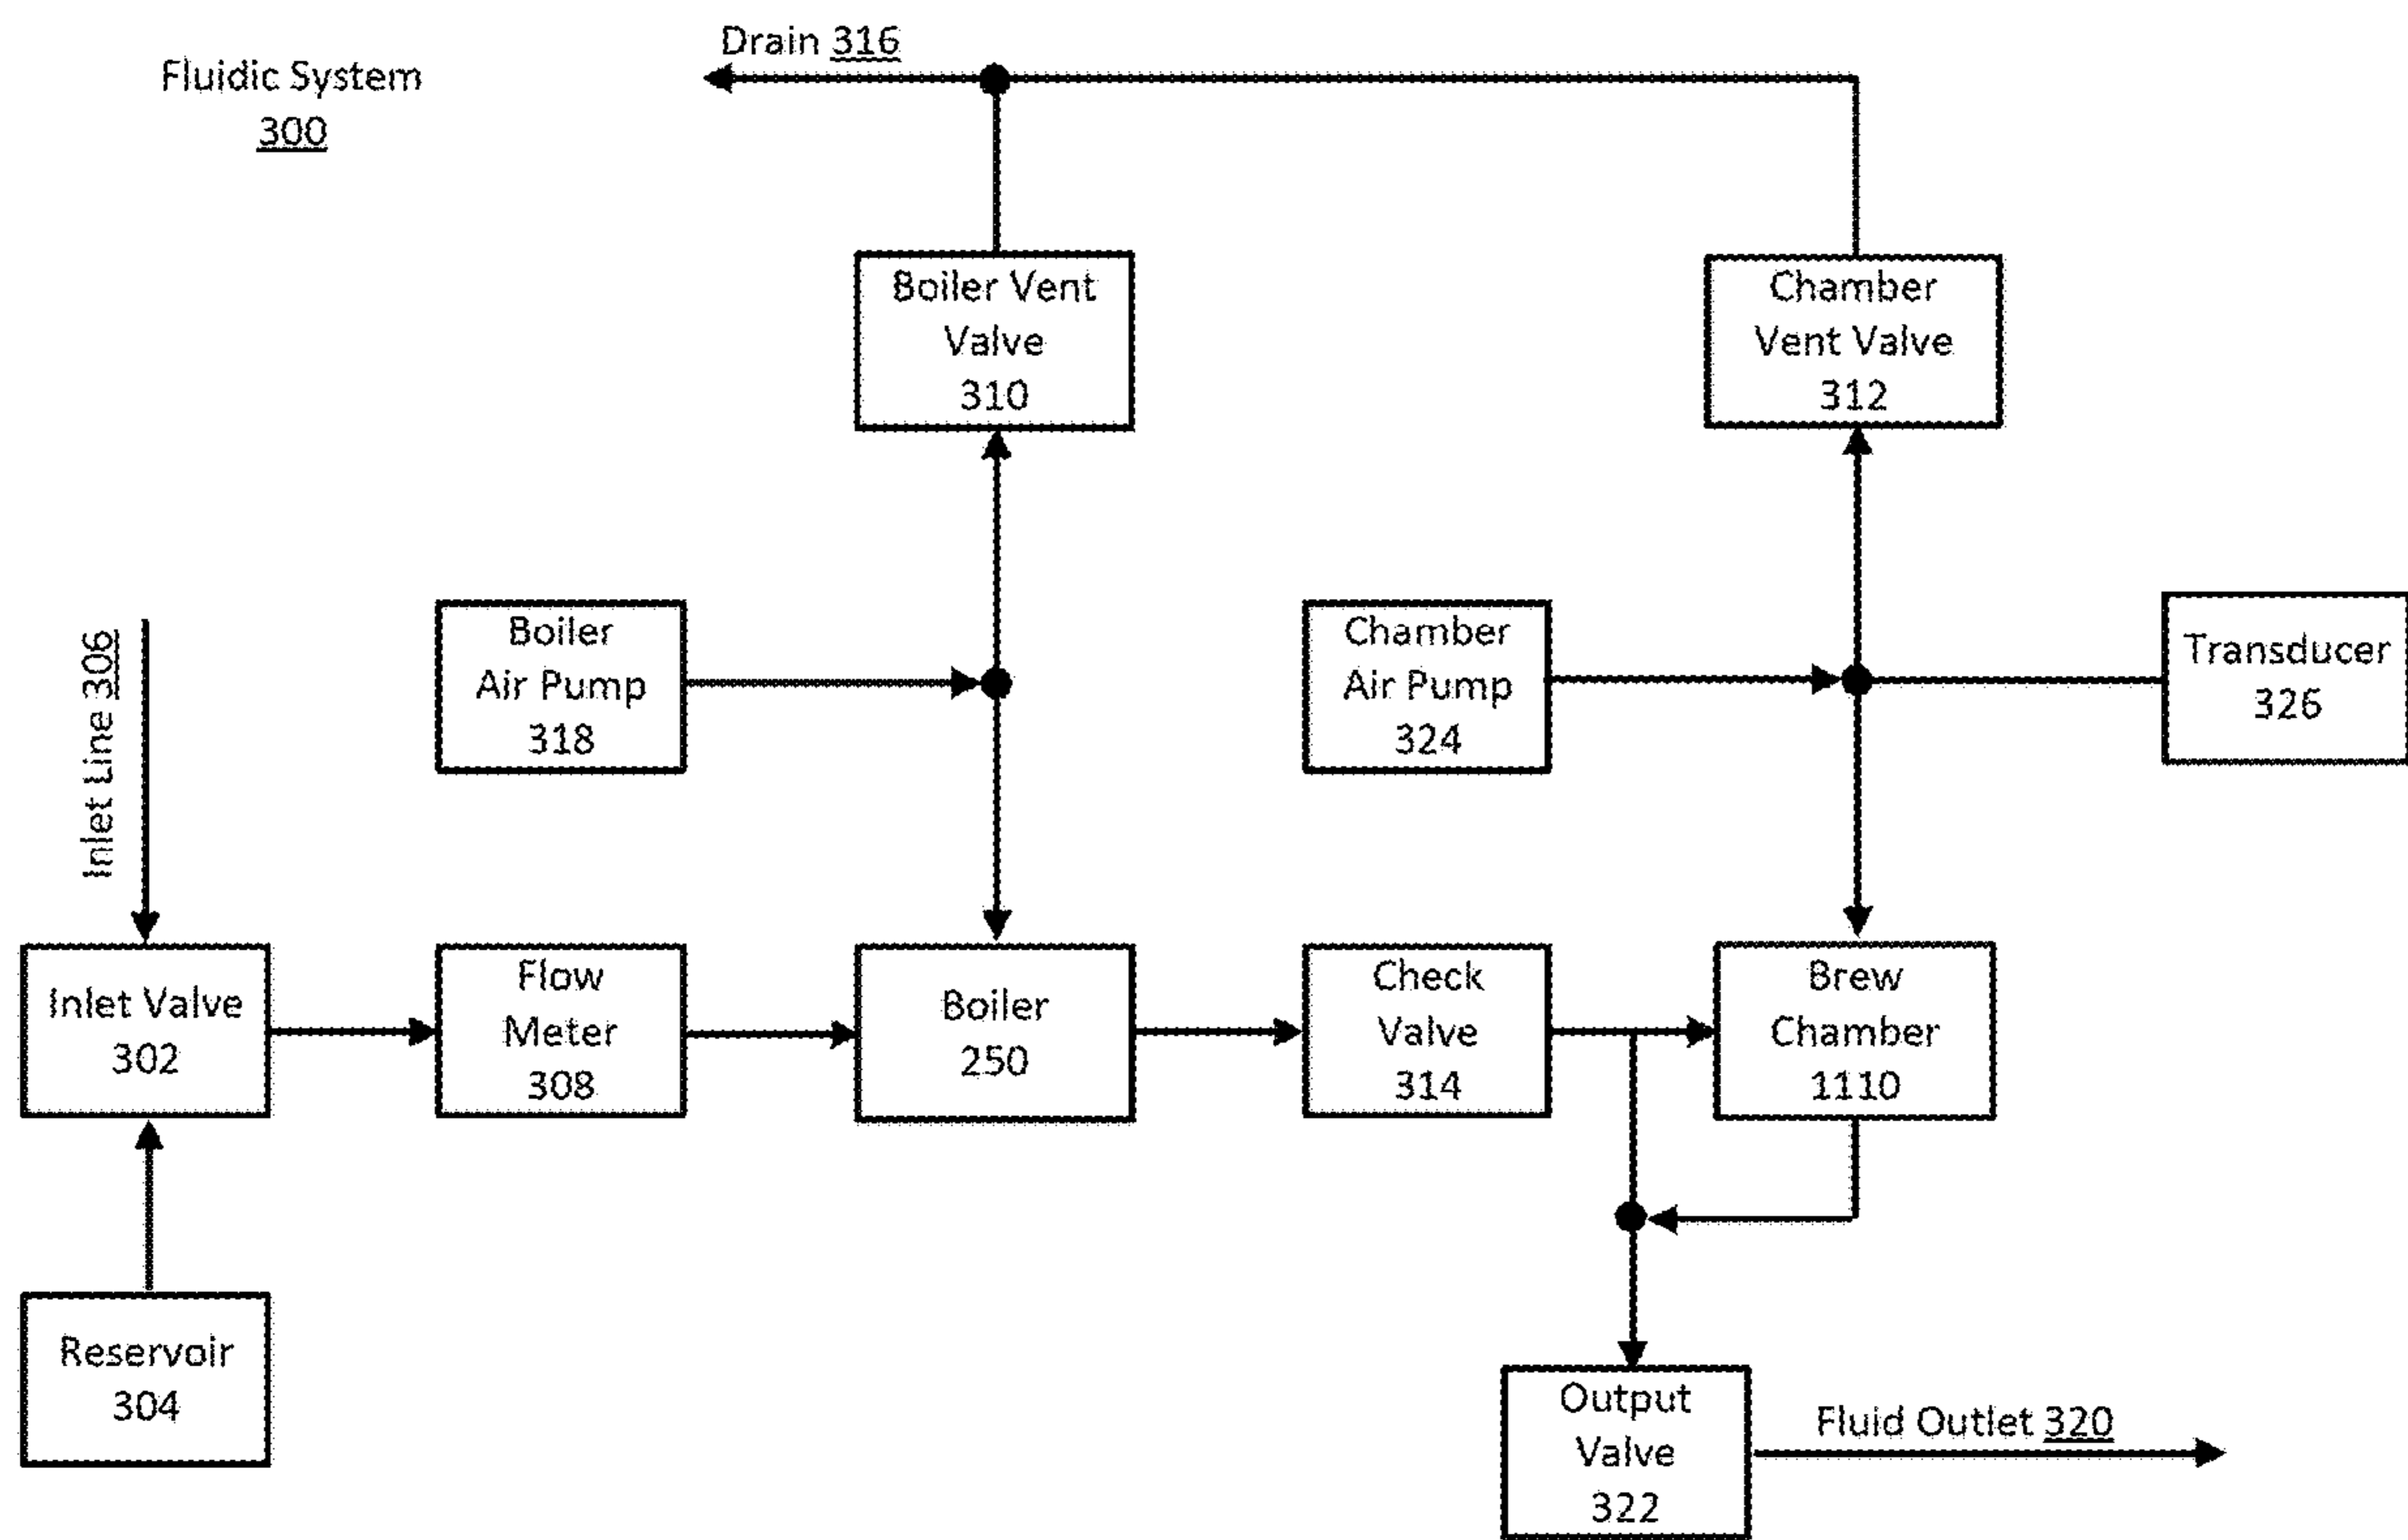 Drain 316
Fluidic System
300
Boiler Vent
Valve
310
Chamber
Vent Valve
312
Inlet Line 306
Boiler
Air Pump
318
Chamber
Air Pump
324
Transducer
326
Inlet Valve
302
Flow
Meter
308
Boiler
250
Check
Valve
314
Brew
Chamber
1110
Reservoir
304
Output
Valve
322
Fluid Outlet 320